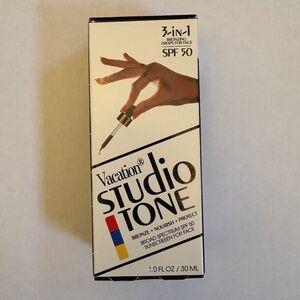 3-in-1
BRONZING
DROPS FOR FACE
SPF 50
Vacation®
STUDIO
TONE
BRONZE • NOURISH • PROTECT
BROAD SPECTRUM SPF 50
SUNSCREEN FOR FACE
1.0 FL OZ / 30 ML